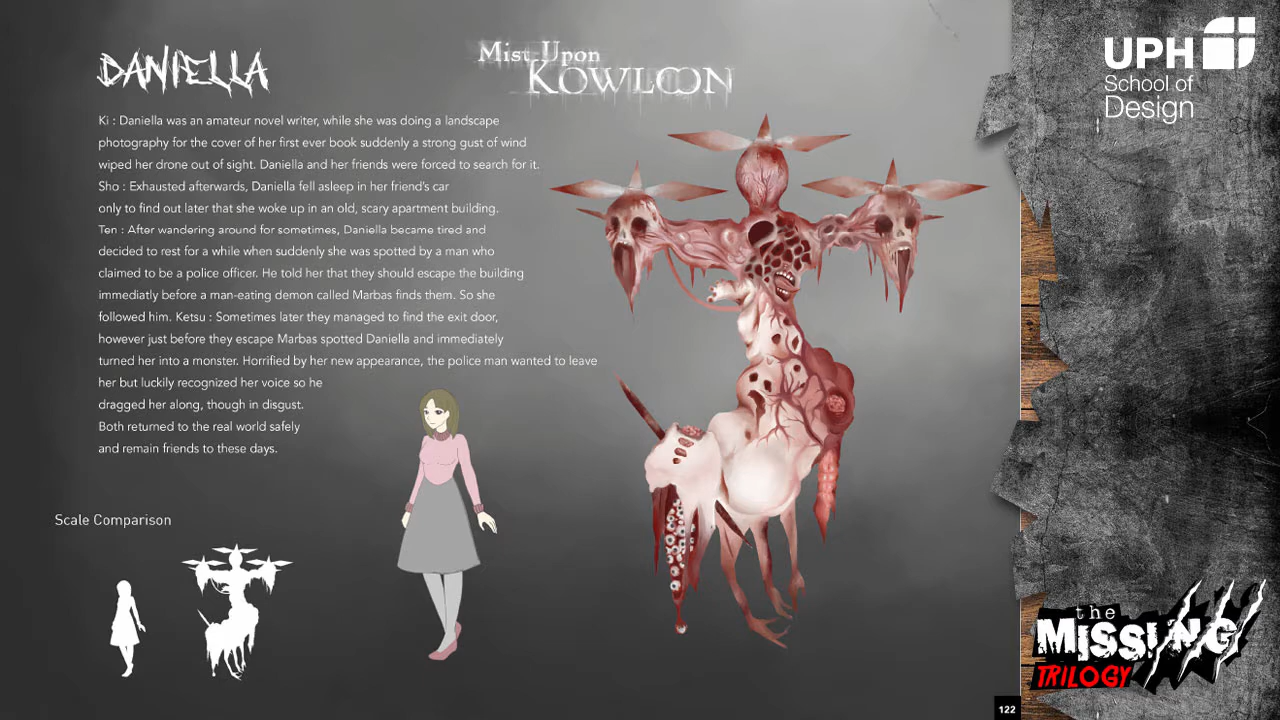 DANIELLA
Mist Upon
KOWLOON
Ki : Daniella was an amateur novel writer, while she was doing a landscape
photography for the cover of her first ever book suddenly a strong gust of wind
wiped her drone out of sight. Daniella and her friends were forced to search for it.
Sho : Exhausted afterwards, Daniella fell asleep in her friend's car
only to find out later that she woke up in an old, scary apartment building.
Ten : After wandering around for sometimes, Daniella became tired and
decided to rest for a while when suddenly she was spotted by a man who
claimed to be a police officer. He told her that they should escape the building
immediatly before a man-eating demon called Marbas finds them. So she
followed him. Ketsu : Sometimes later they managed to find the exit door,
however just before they escape Marbas spotted Daniella and immediately
turned her into a monster. Horrified by her new appearance, the police man wanted to leave
her but luckily recognized her voice so he
dragged her along, though in disgust.
Both returned to the real world safely
and remain friends to these days.
Scale Comparison
UPH
School of
Design
the
MISSING
TRILOGY
122